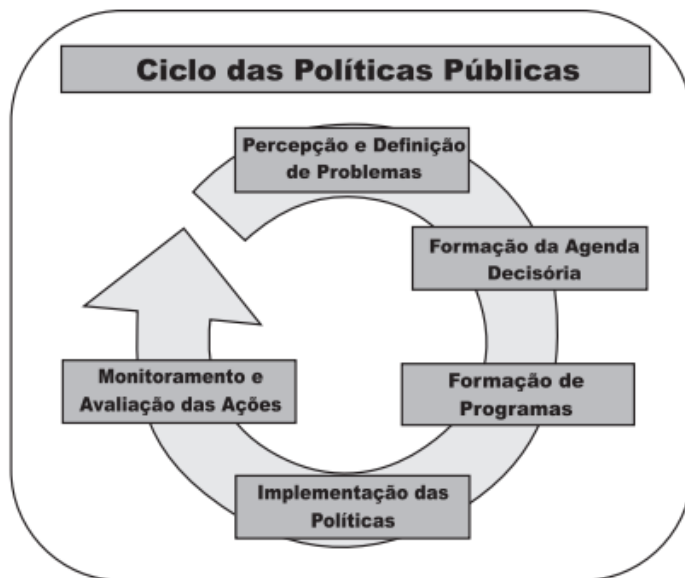 Ciclo das Políticas Públicas
Percepção e Definição
de Problemas
Formação da Agenda
Decisória
Formação de
Programas
Implementação das
Políticas
Monitoramento e
Avaliação das Ações